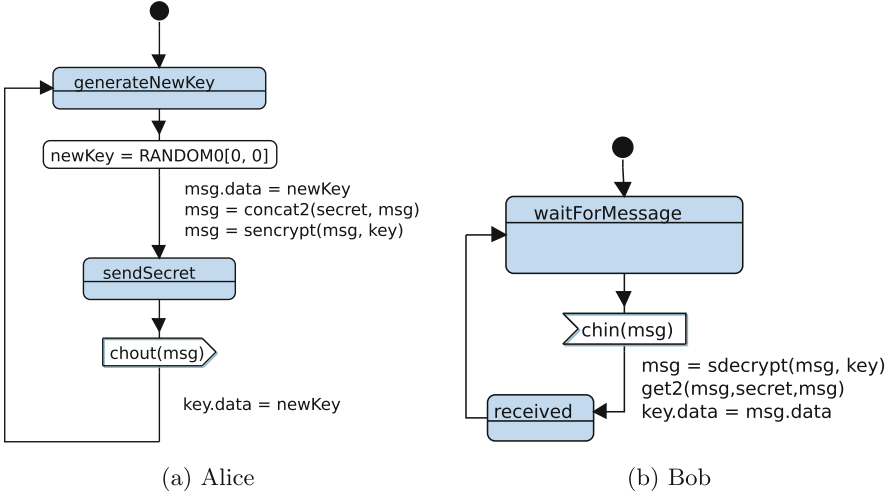 generateNewKey
newKey = RANDOM0[0, 0]
msg.data = newKey
msg = concat2(secret, msg)
msg = sencrypt(msg, key)
sendSecret
chout(msg)
key.data = newKey
(a) Alice
waitForMessage
chin(msg)
msg = sdecrypt(msg, key)
get2(msg,secret,msg)
key.data = msg.data
received
(b) Bob